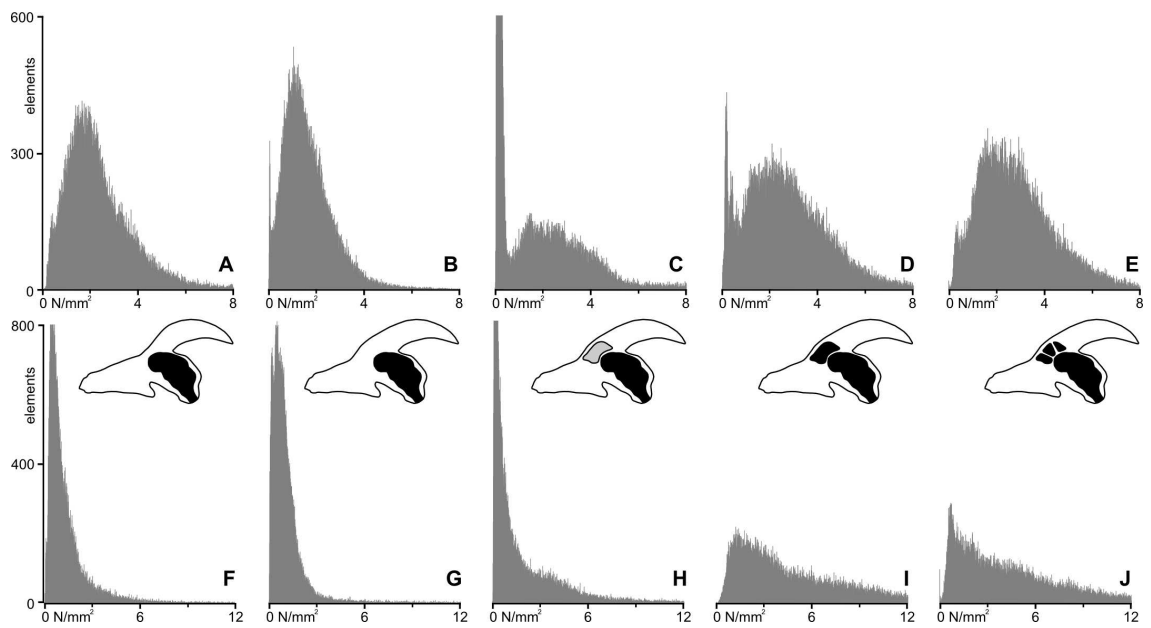 600
elements
300
0
A
B
C
D
E
0 N/mm² 4 8
0 N/mm² 4 8
0 N/mm² 4 8
0 N/mm² 4 8
0 N/mm² 4 8
800
elements
400
0
F
G
H
I
J
0 N/mm² 6 12
0 N/mm² 6 12
0 N/mm² 6 12
0 N/mm² 6 12
0 N/mm² 6 12